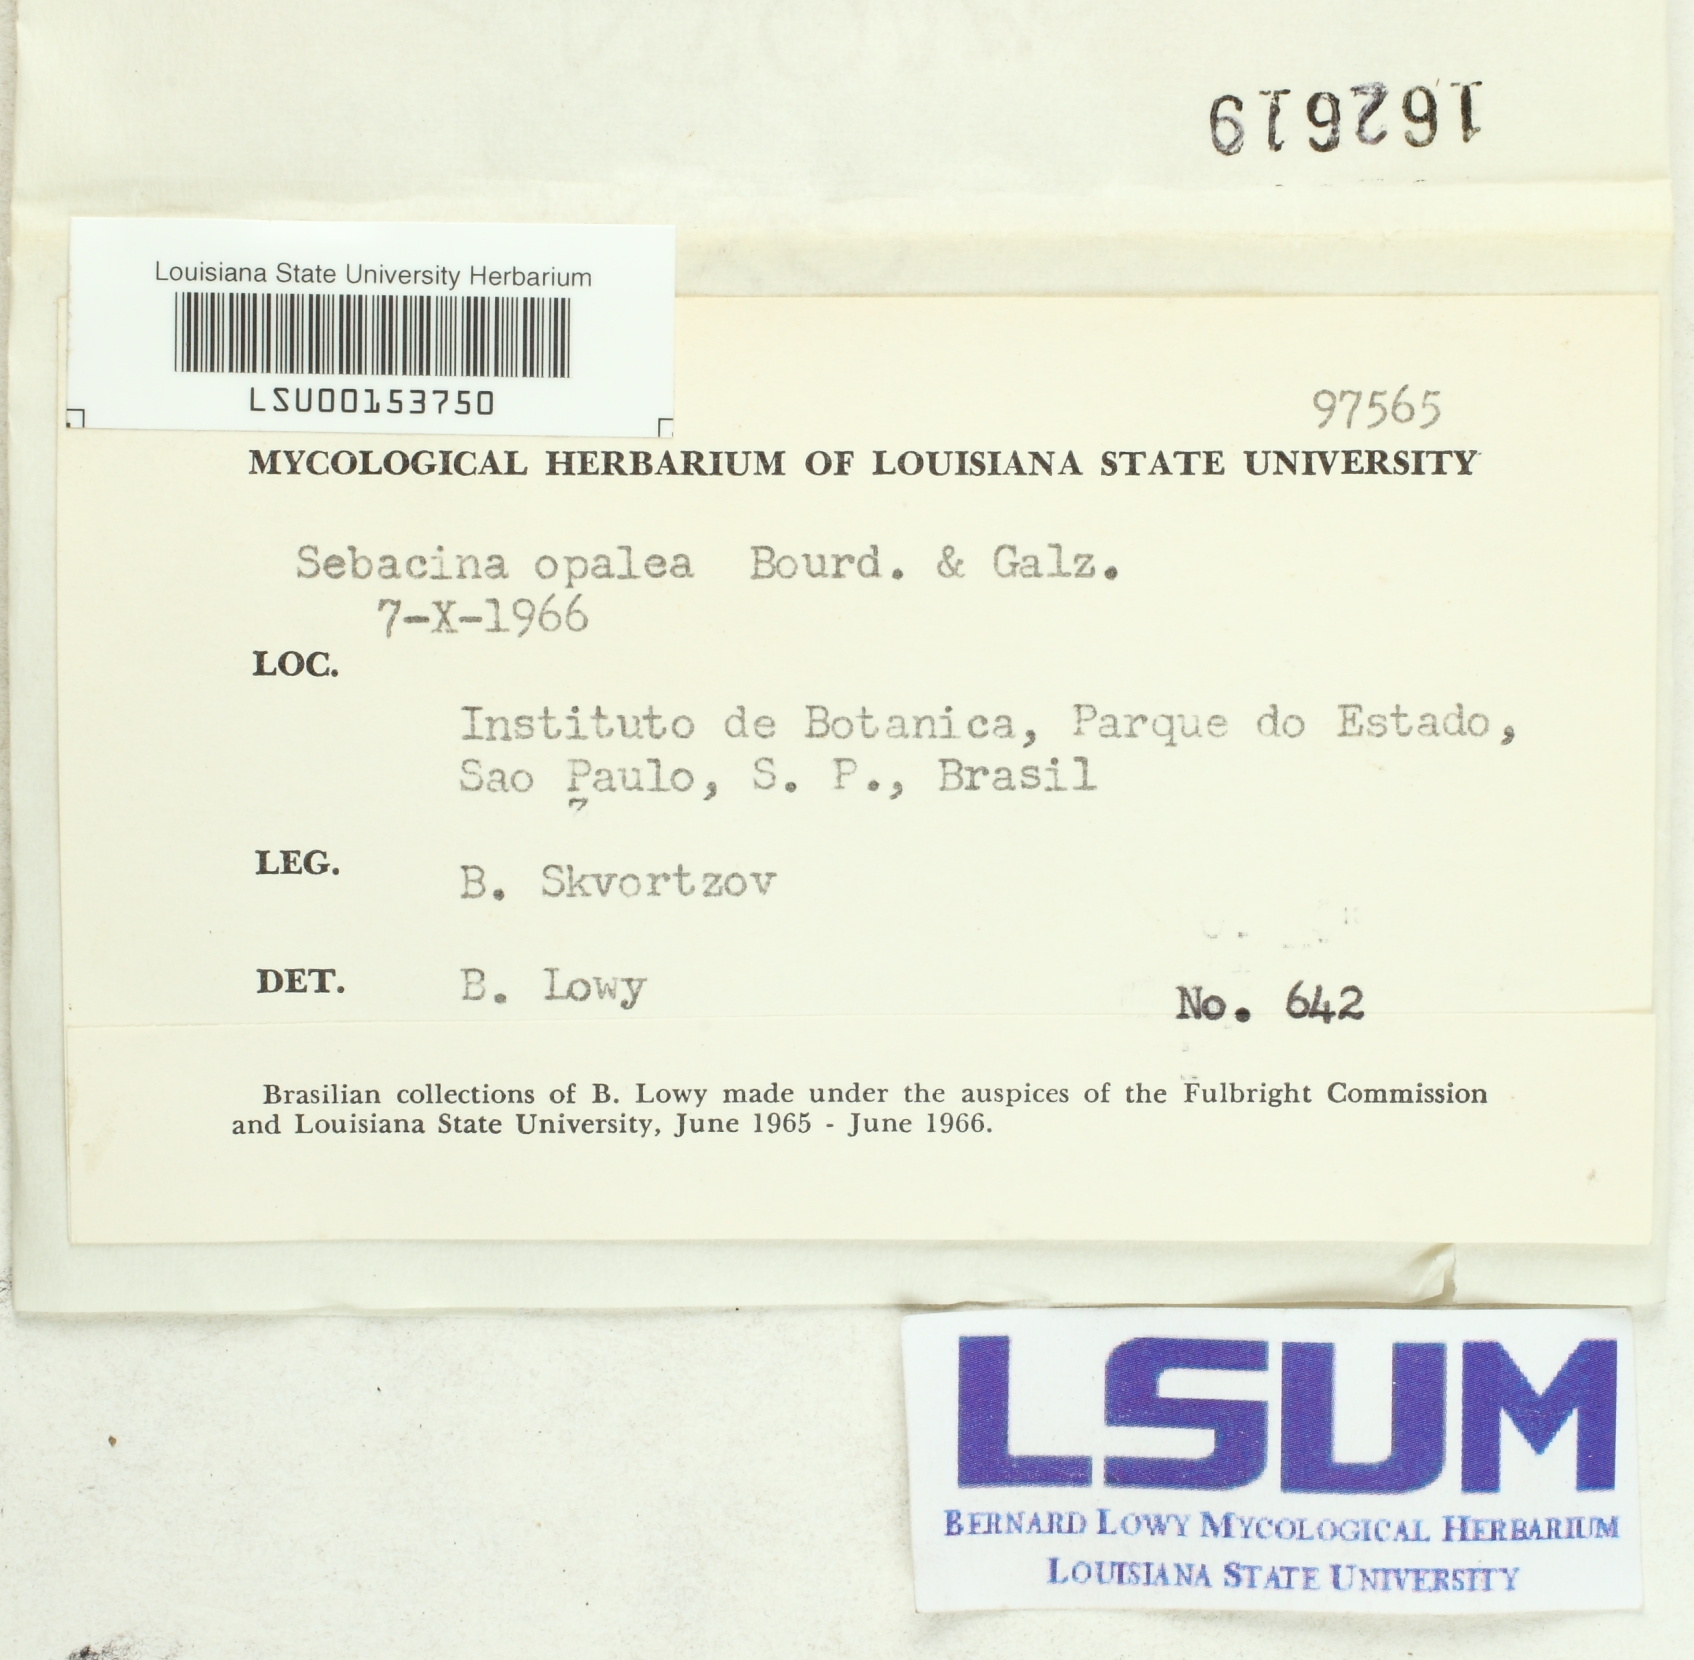 162619
Louisiana State University Herbarium
LSU00153750
97565
MYCOLOGICAL HERBARIUM OF LOUISIANA STATE UNIVERSITY
Sebacina opalea Bourd. & Galz.
7-X-1966
LOC.
Instituto de Botanica, Parque do Estado,
Sao Paulo, S. P., Brasil
LEG. B. Skvortzov
DET. B. Lowy No. 642
Brasilian collections of B. Lowy made under the auspices of the Fulbright Commission
and Louisiana State University, June 1965 - June 1966.
LSUM
BERNARD LOWY MYCOLOGICAL HERBARIUM
LOUISIANA STATE UNIVERSITY